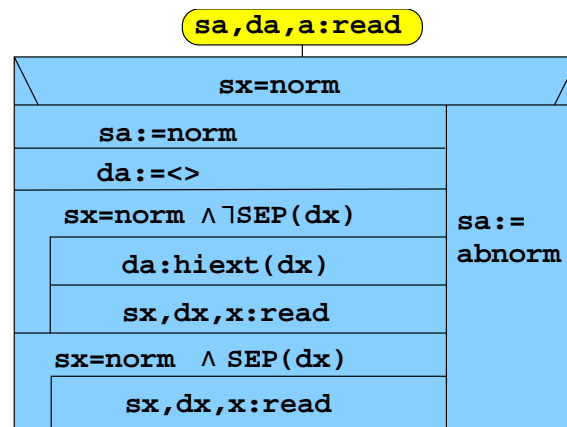 sa,da,a:read
sx=norm
sa:=norm
da:=<>
sx=norm ∧ ℸSEP(dx)
sa:=
abnorm
da:hiext(dx)
sx,dx,x:read
sx=norm ∧ SEP(dx)
sx,dx,x:read